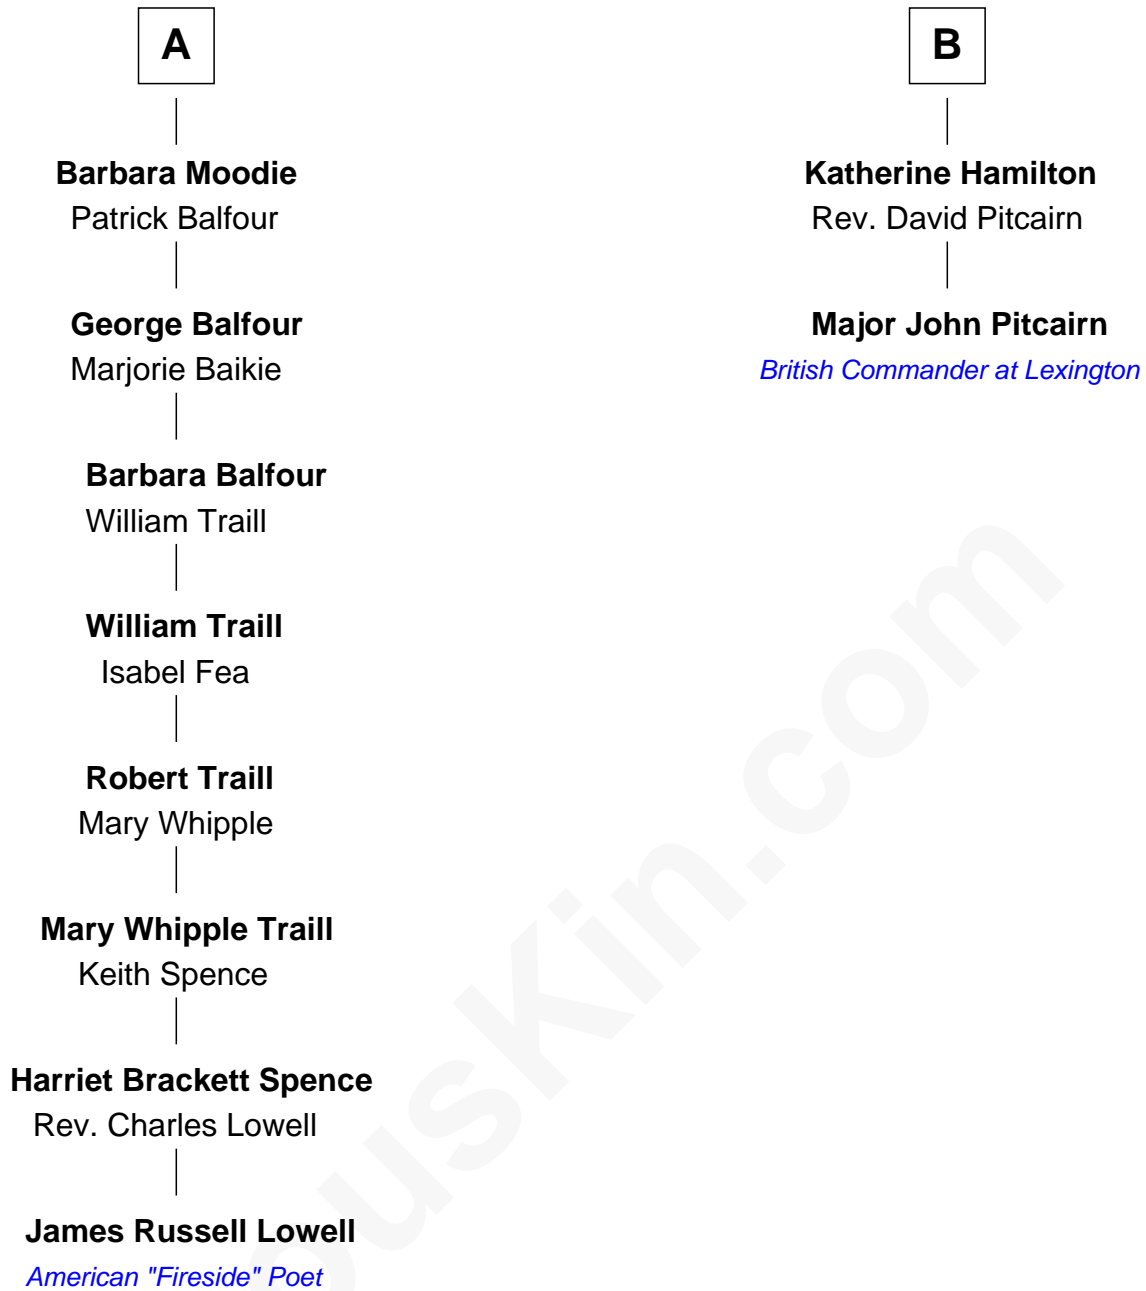 A
Barbara Moodie
Patrick Balfour
George Balfour
Marjorie Baikie
Barbara Balfour
William Traill
William Traill
Isabel Fea
Robert Traill
Mary Whipple
Mary Whipple Traill
Keith Spence
Harriet Brackett Spence
Rev. Charles Lowell
James Russell Lowell
American "Fireside" Poet
B
Katherine Hamilton
Rev. David Pitcairn
Major John Pitcairn
British Commander at Lexington
ousKin.com